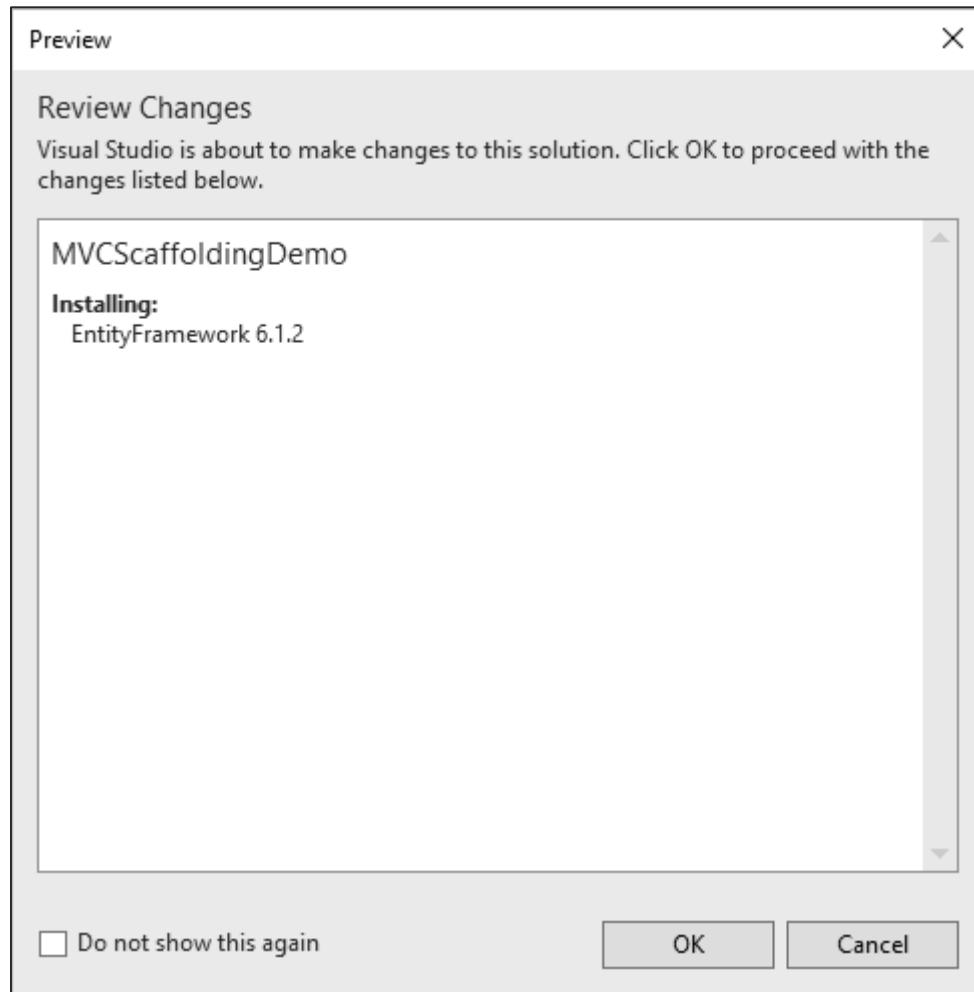 Preview
Review Changes
Visual Studio is about to make changes to this solution. Click OK to proceed with the
changes listed below.
MVCScaffoldingDemo
Installing:
EntityFramework 6.1.2
Do not show this again
OK
Cancel